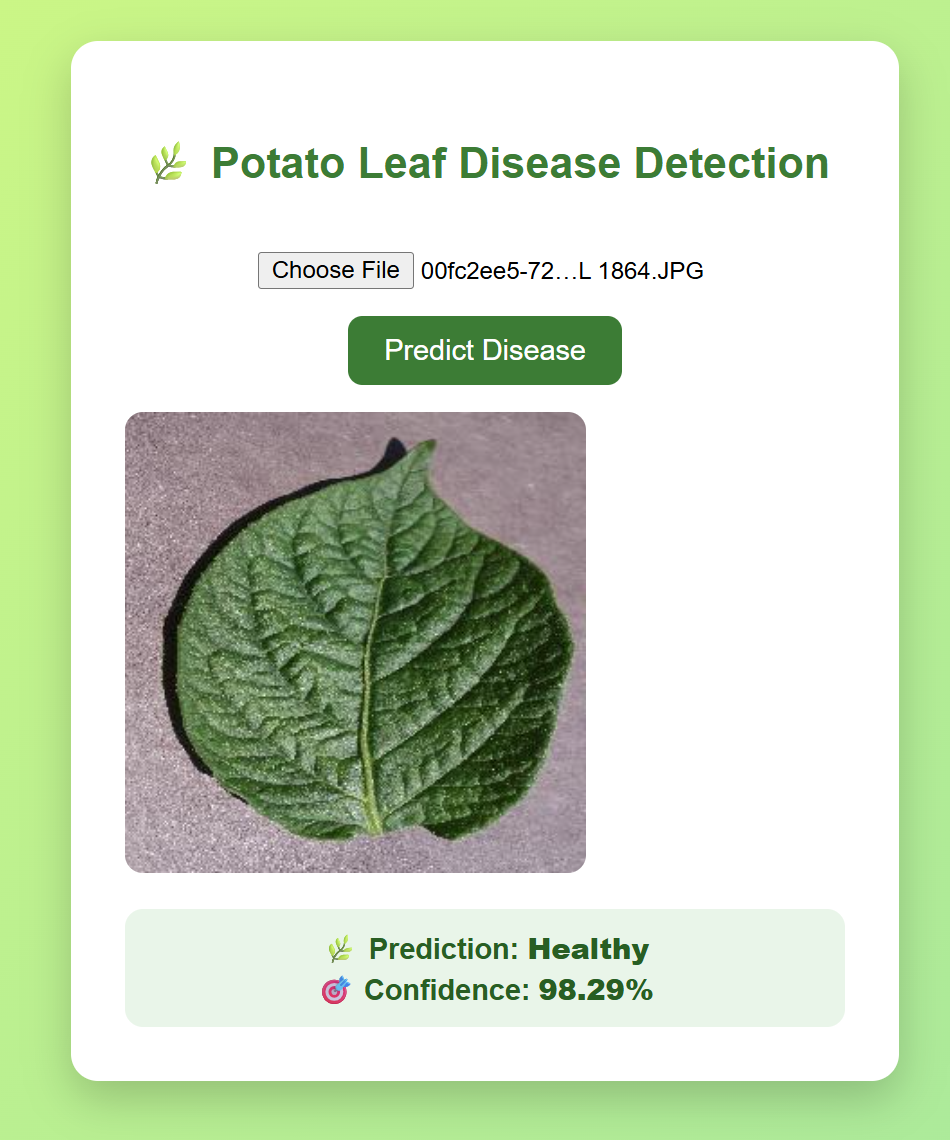 🌿 Potato Leaf Disease Detection
Choose File 00fc2ee5-72…L 1864.JPG
Predict Disease
🌿 Prediction: Healthy
🎯 Confidence: 98.29%